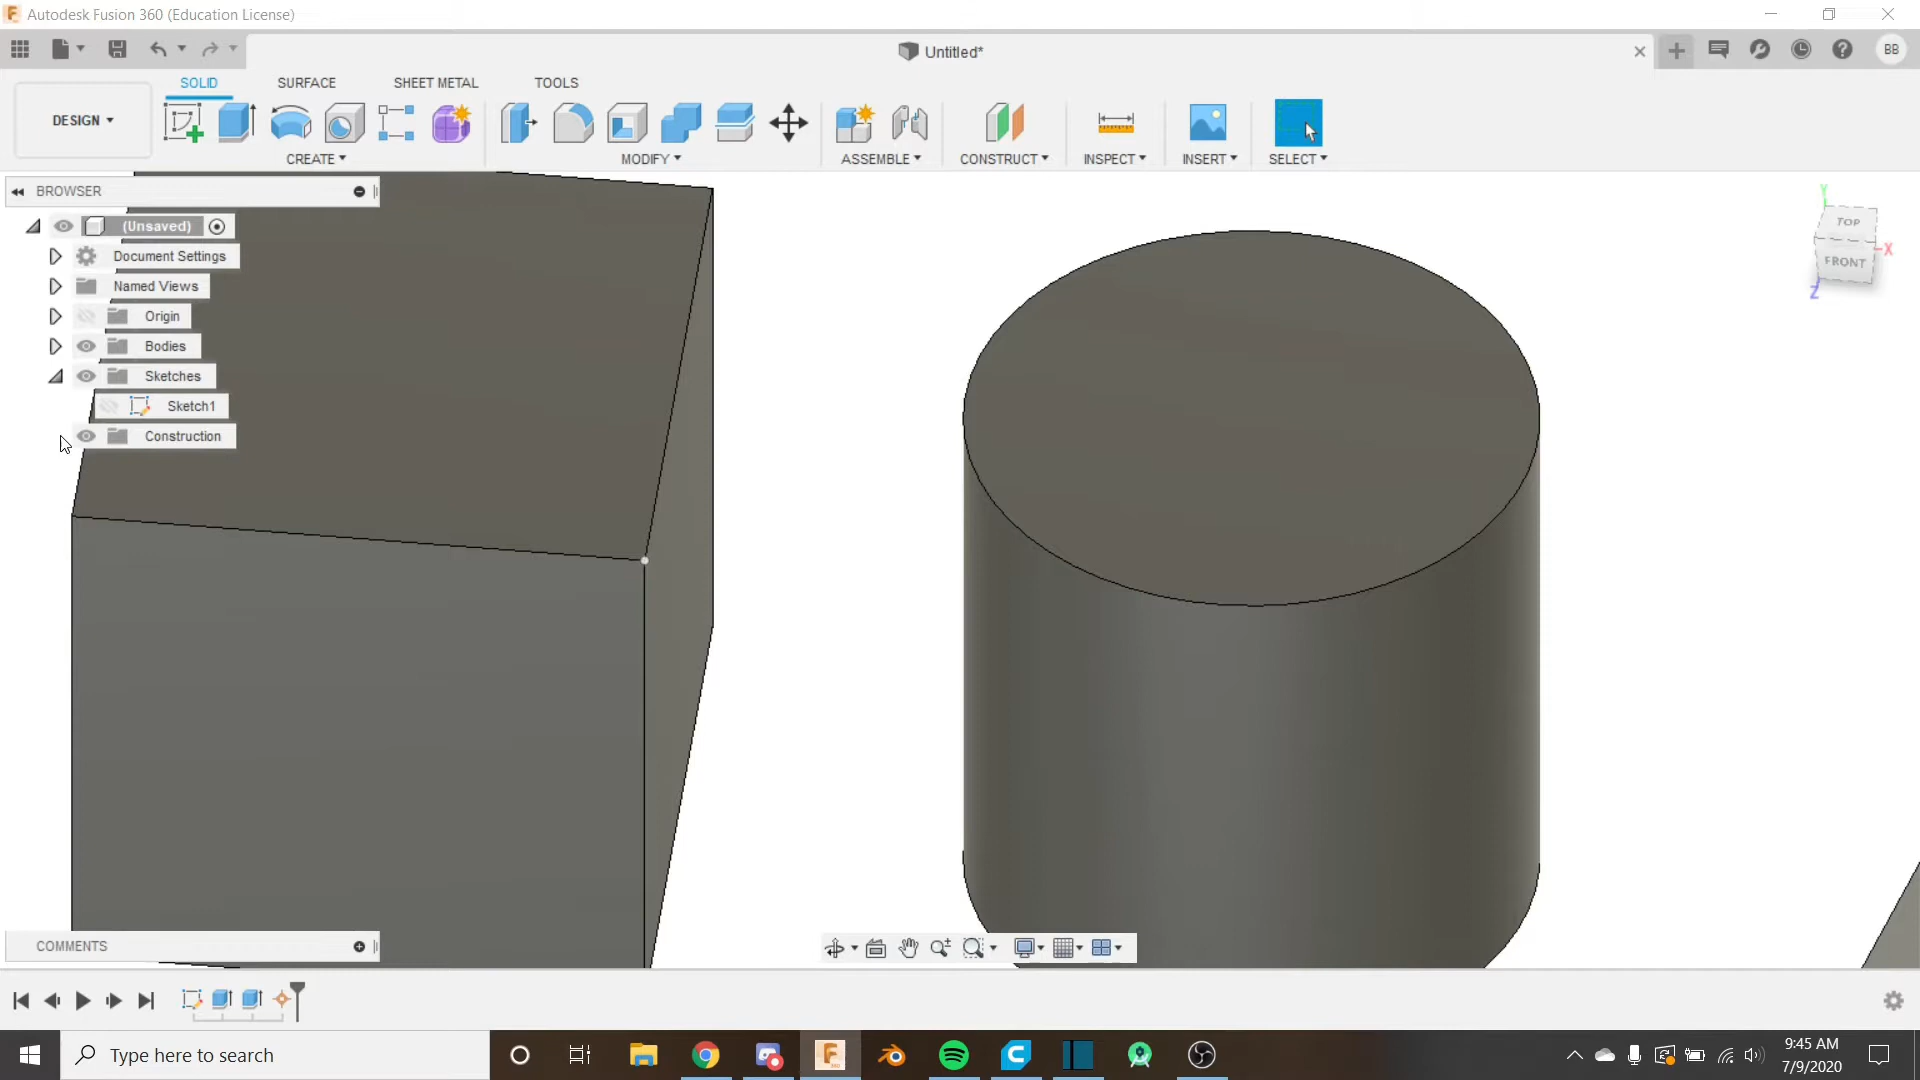 Autodesk Fusion 360 (Education License)
Untitled*
BB
SOLID
SURFACE
SHEET METAL
TOOLS
DESIGN
CREATE
MODIFY
ASSEMBLE
CONSTRUCT
INSPECT
INSERT
SELECT
BROWSER
(Unsaved)
Document Settings
Named Views
Origin
Bodies
Sketches
Sketch1
Construction
Y
TOP
X
FRONT
Z
COMMENTS
Type here to search
9:45 AM
7/9/2020